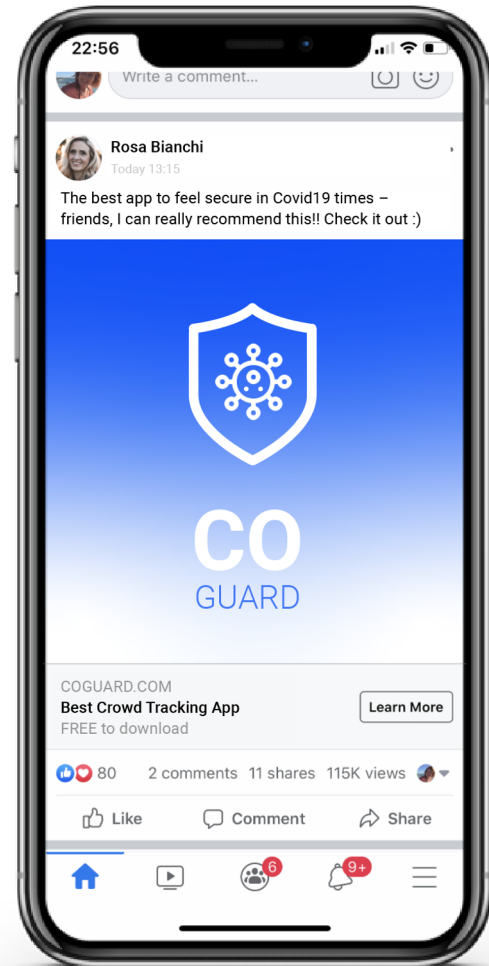 22:56
Write a comment...
Rosa Bianchi
Today 13:15
The best app to feel secure in Covid19 times –
friends, I can really recommend this!! Check it out :)
CO
GUARD
COGUARD.COM
Best Crowd Tracking App
Learn More
FREE to download
80 2 comments 11 shares 115K views
Like Comment Share
6 9+